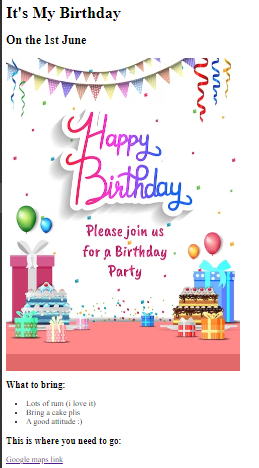 It's My Birthday
On the 1st June
Happy
Birthday
Please join us
for a Birthday
Party
What to bring:
Lots of rum (i love it)
Bring a cake plis
A good attitude :)
This is where you need to go:
Google maps link